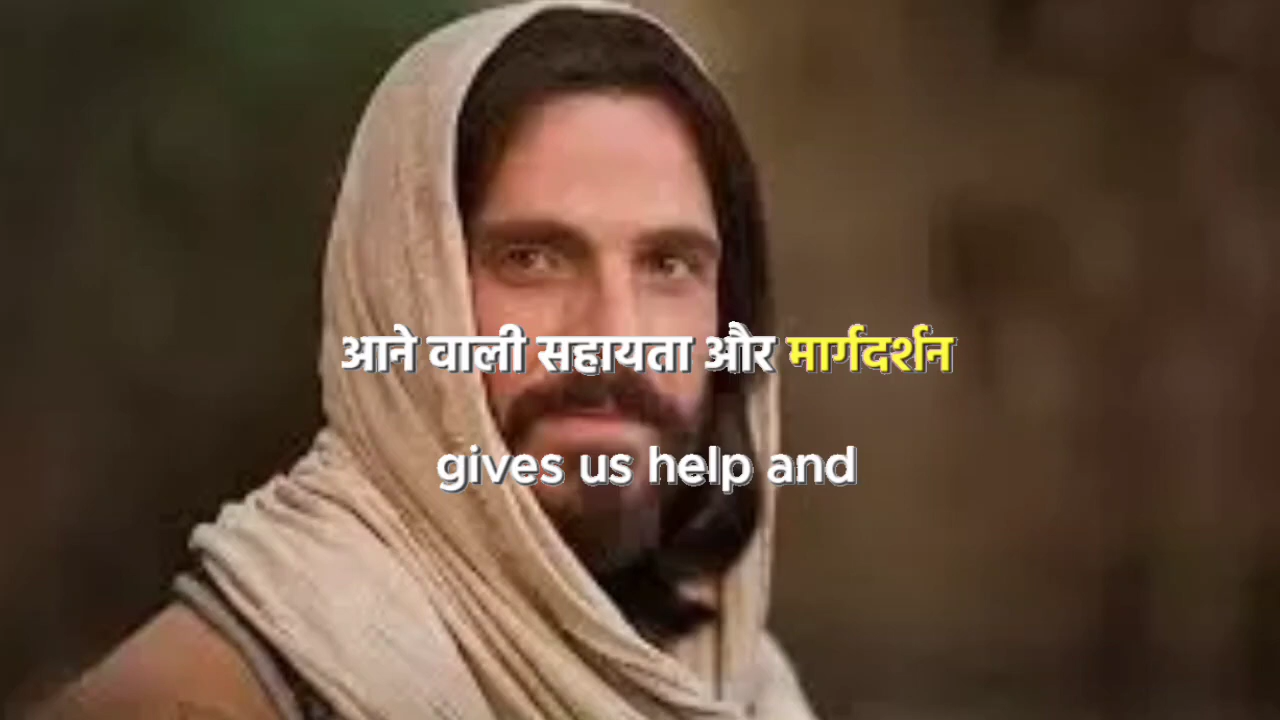 आने वाली सहायता और मार्गदर्शन
gives us help and